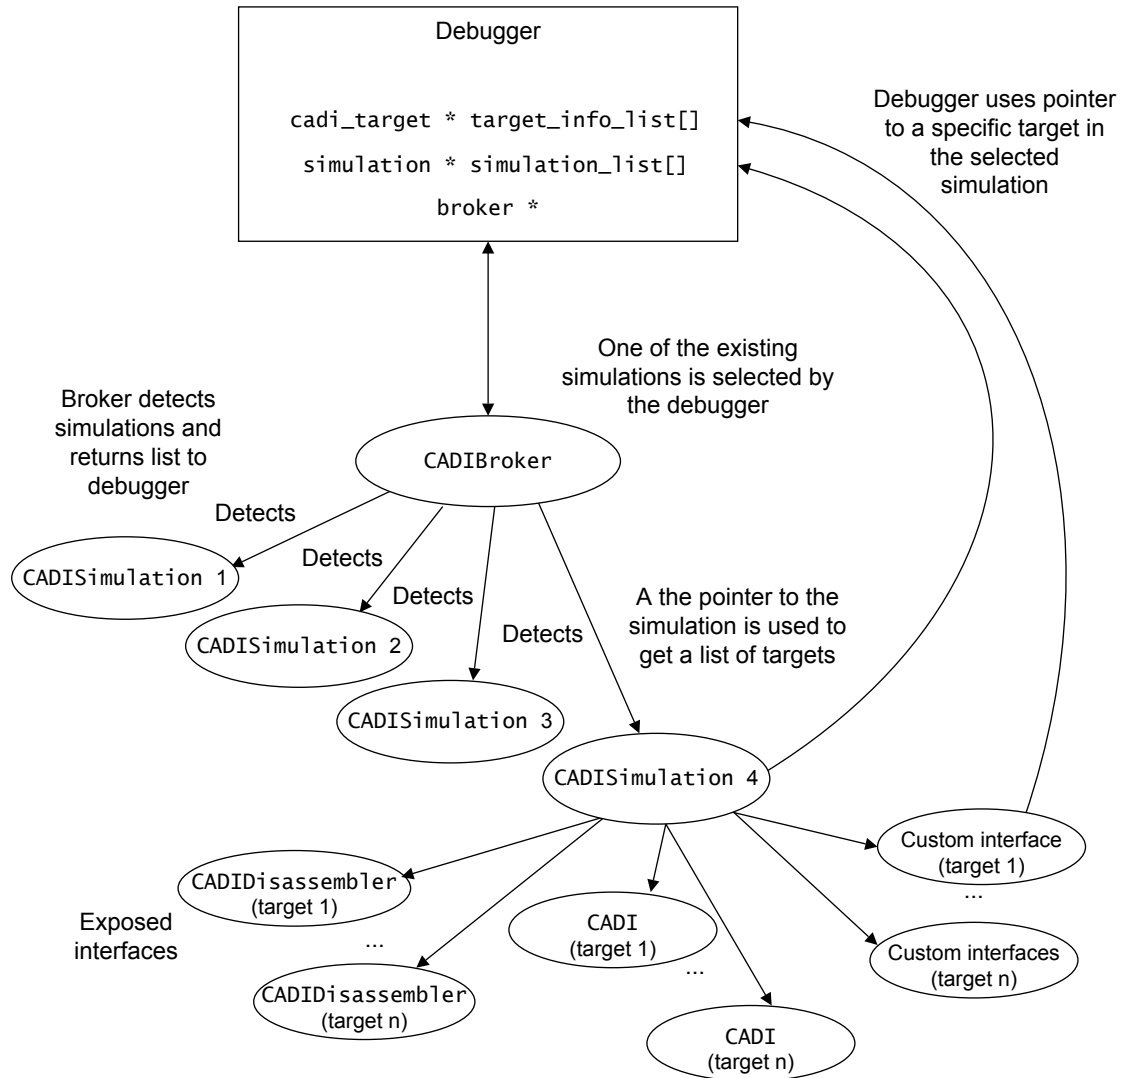 Debugger
cadi_target * target_info_list[]
simulation * simulation_list[]
broker *
Debugger uses pointer
to a specific target in
the selected
simulation
One of the existing
simulations is selected by
the debugger
Broker detects
simulations and
returns list to
debugger
CADIBroker
Detects
Detects
Detects
Detects
CADISimulation 1
CADISimulation 2
CADISimulation 3
A the pointer to the
simulation is used to
get a list of targets
CADISimulation 4
Custom interface
(target 1)
...
Custom interfaces
(target n)
CADIDisassembler
(target 1)
...
CADIDisassembler
(target n)
Exposed
interfaces
CADI
(target 1)
...
CADI
(target n)